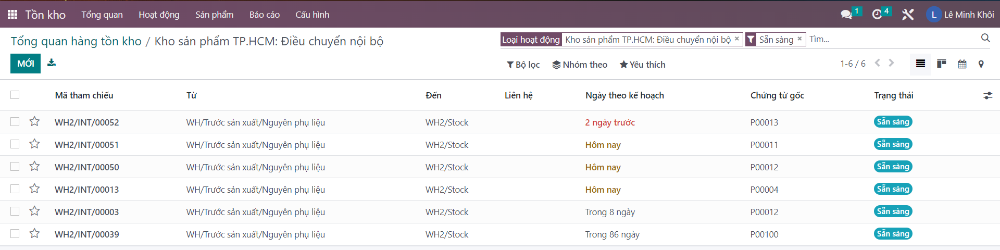 Tồn kho Tổng quan Hoạt động Sản phẩm Báo cáo Cấu hình 1 4 L Lê Minh Khôi
Tổng quan hàng tồn kho / Kho sản phẩm TP.HCM: Điều chuyển nội bộ
Loại hoạt động Kho sản phẩm TP.HCM: Điều chuyển nội bộ × Sẵn sàng × Tìm...
MỚI
Bộ lọc Nhóm theo Yêu thích 1-6 / 6
Mã tham chiếu Từ Đến Liên hệ Ngày theo kế hoạch Chứng từ gốc Trạng thái
WH2/INT/00052 WH/Trước sản xuất/Nguyên phụ liệu WH2/Stock 2 ngày trước P00013 Sẵn sàng
WH2/INT/00051 WH/Trước sản xuất/Nguyên phụ liệu WH2/Stock Hôm nay P00011 Sẵn sàng
WH2/INT/00050 WH/Trước sản xuất/Nguyên phụ liệu WH2/Stock Hôm nay P00012 Sẵn sàng
WH2/INT/00013 WH/Trước sản xuất/Nguyên phụ liệu WH2/Stock Hôm nay P00004 Sẵn sàng
WH2/INT/00003 WH/Trước sản xuất/Nguyên phụ liệu WH2/Stock Trong 8 ngày P00012 Sẵn sàng
WH2/INT/00039 WH/Trước sản xuất/Nguyên phụ liệu WH2/Stock Trong 86 ngày P00100 Sẵn sàng